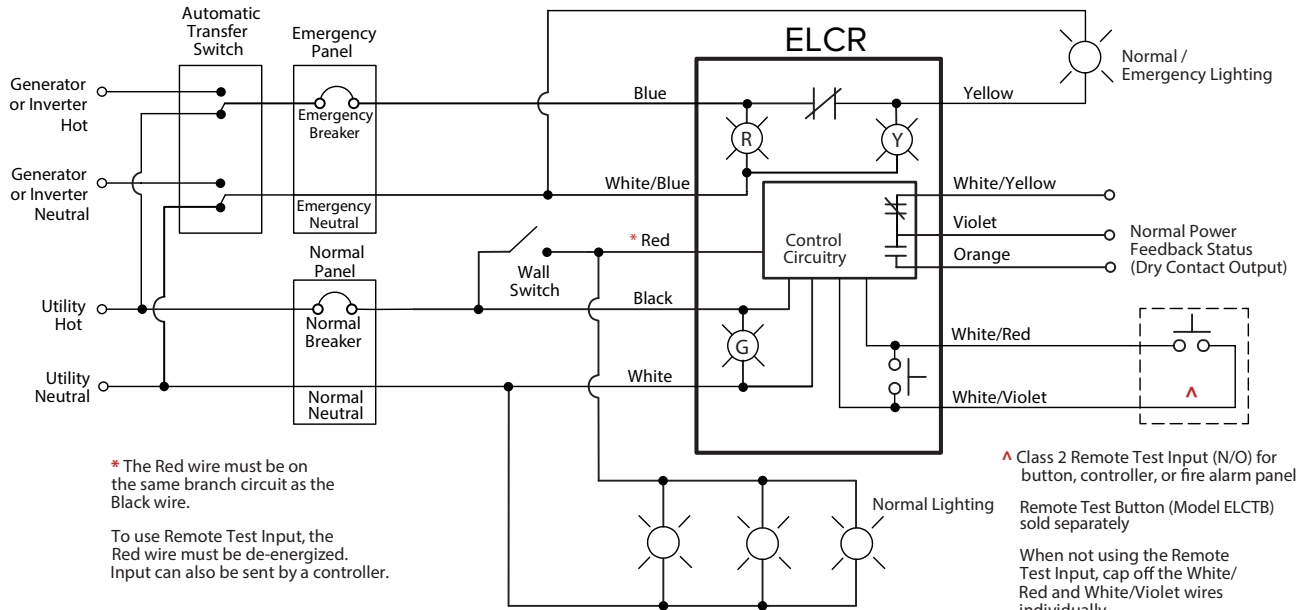 Automatic
Transfer
Switch
Emergency
Panel
ELCR
Normal /
Emergency Lighting
Generator
or Inverter
Hot
Emergency
Breaker
Blue
Yellow
R
Y
Generator
or Inverter
Neutral
Emergency
Neutral
White/Blue
White/Yellow
Violet
Orange
Normal Power
Feedback Status
(Dry Contact Output)
Control
Circuitry
* Red
Wall
Switch
Normal
Panel
Utility
Hot
Normal
Breaker
Black
G
White/Red
Utility
Neutral
Normal
Neutral
White
White/Violet
^
* The Red wire must be on
the same branch circuit as the
Black wire.
To use Remote Test Input, the
Red wire must be de-energized.
Input can also be sent by a controller.
Normal Lighting
^ Class 2 Remote Test Input (N/O) for
button, controller, or fire alarm panel
Remote Test Button (Model ELCTB)
sold separately
When not using the Remote
Test Input, cap off the White/
Red and White/Violet wires
individually